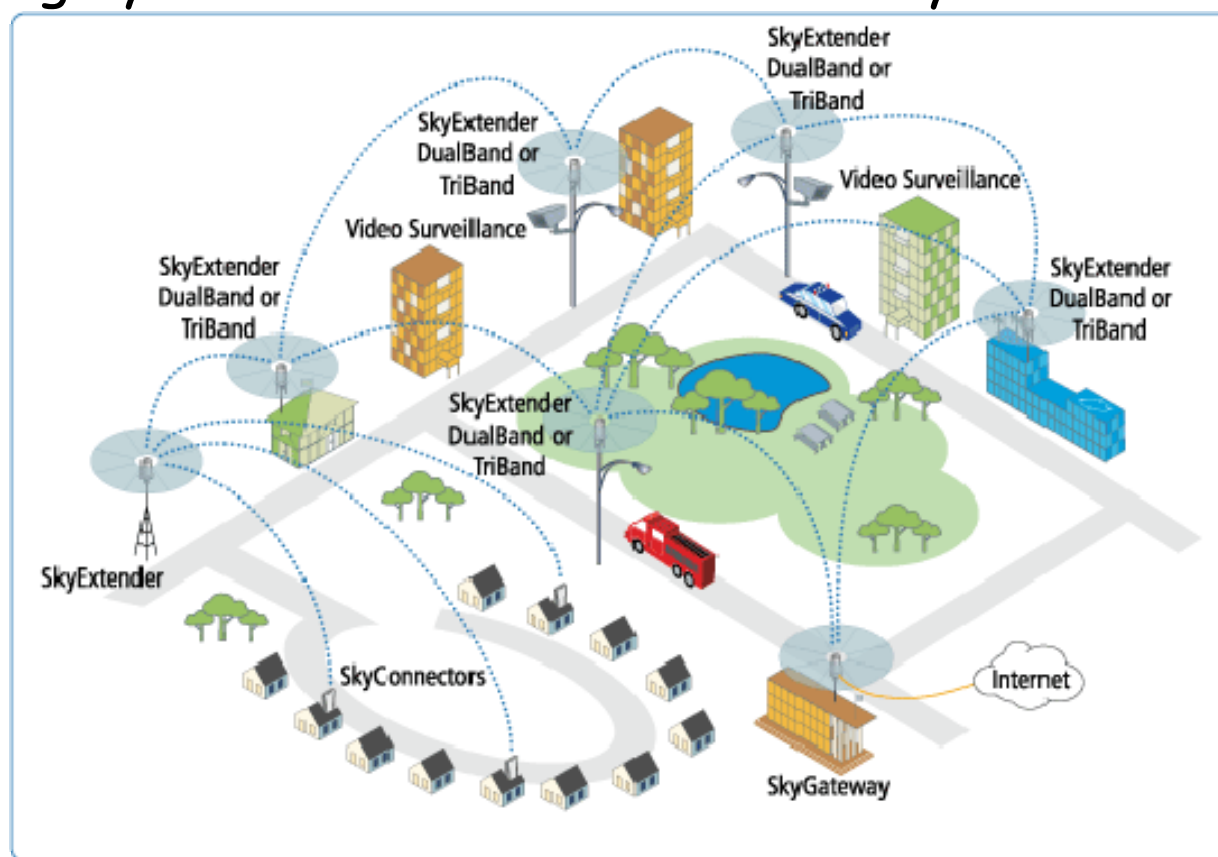 SkyExtender
DualBand or
TriBand
SkyExtender
DualBand or
TriBand
Video Surveillance
Video Surveillance
SkyExtender
DualBand or
TriBand
SkyExtender
DualBand or
TriBand
SkyExtender
DualBand or
TriBand
SkyExtender
SkyConnectors
Internet
SkyGateway